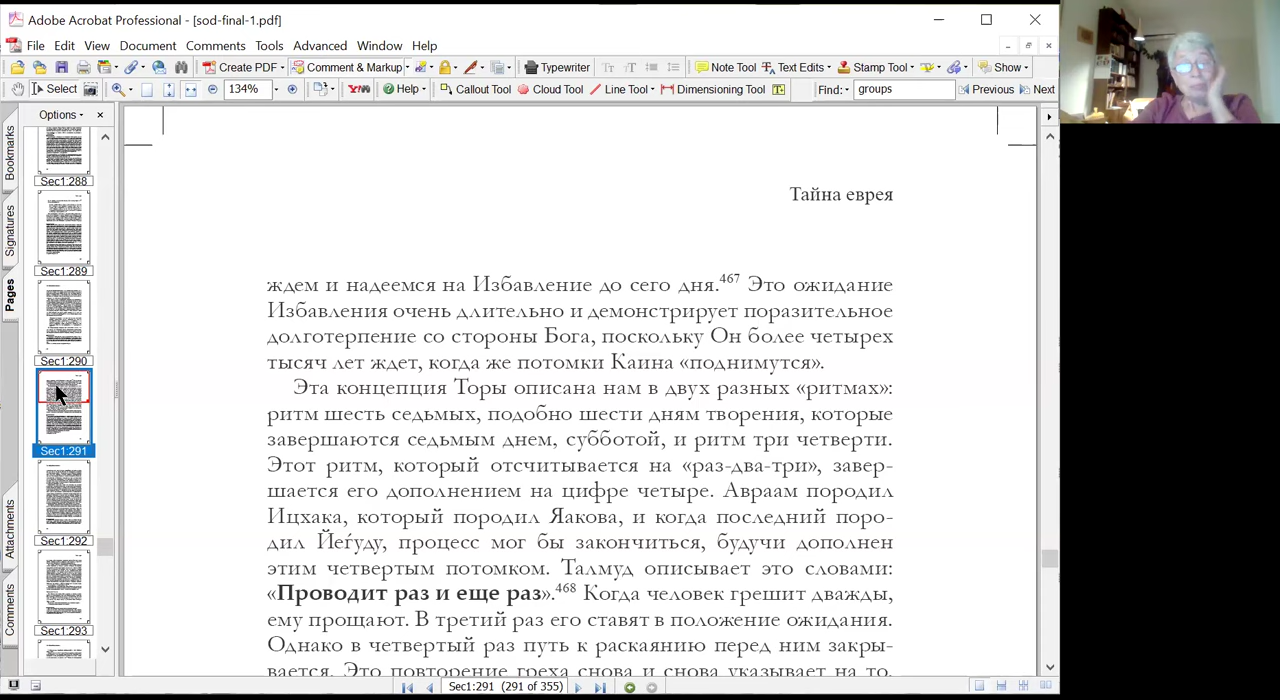 Adobe Acrobat Professional - [sod-final-1.pdf]
File Edit View Document Comments Tools Advanced Window Help
Create PDF Comment & Markup Typewriter Note Tool Text Edits Stamp Tool Show
Select 134% Help Callout Tool Cloud Tool Line Tool Dimensioning Tool Find: groups Previous Next
Options
Bookmarks
Signatures
Pages
Attachments
Comments
Sec1:288
Sec1:289
Sec1:290
Sec1:291
Sec1:292
Sec1:293
Тайна еврея
ждем и надеемся на Избавление до сего дня.467 Это ожидание
Избавления очень длительно и демонстрирует поразительное
долготерпение со стороны Бога, поскольку Он более четырех
тысяч лет ждет, когда же потомки Каина «поднимутся».
Эта концепция Торы описана нам в двух разных «ритмах»:
ритм шесть седьмых, подобно шести дням творения, которые
завершаются седьмым днем, субботой, и ритм три четверти.
Этот ритм, который отсчитывается на «раз-два-три», завер-
шается его дополнением на цифре четыре. Авраам породил
Ицхака, который породил Яакова, и когда последний поро-
дил Йеѓуду, процесс мог бы закончиться, будучи дополнен
этим четвертым потомком. Талмуд описывает это словами:
«Проводит раз и еще раз».468 Когда человек грешит дважды,
ему прощают. В третий раз его ставят в положение ожидания.
Однако в четвертый раз путь к раскаянию перед ним закры-
вается. Это повторение греха снова и снова указывает на то,
Sec1:291 (291 of 355)